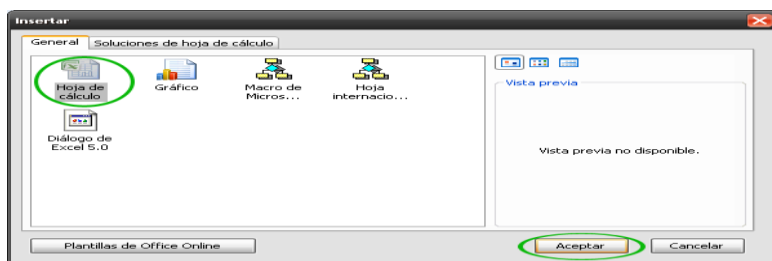 Insertar
General Soluciones de hoja de cálculo
Hoja de cálculo
Gráfico
Macro de Micros...
Hoja internacio...
Diálogo de Excel 5.0
Vista previa
Vista previa no disponible.
Plantillas de Office Online
Aceptar
Cancelar